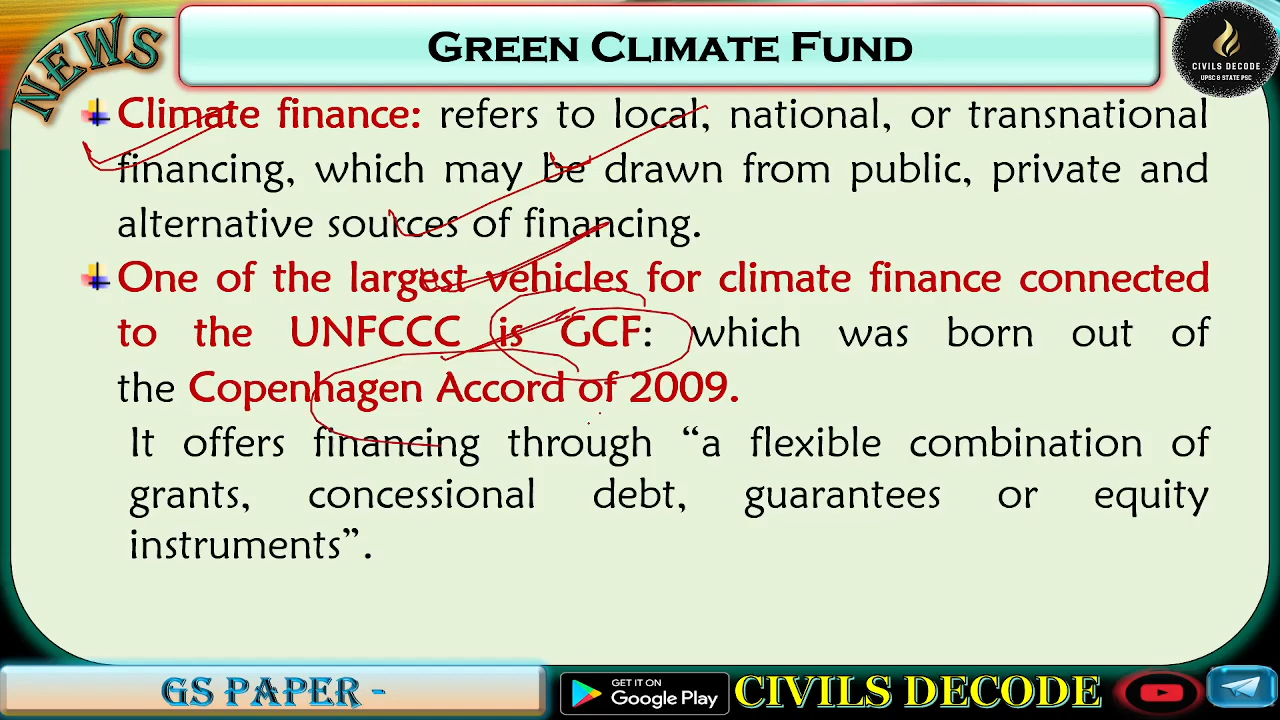 NEWS
GREEN CLIMATE FUND
CIVILS DECODE
UPSC & STATE PSC
Climate finance: refers to local, national, or transnational
financing, which may be drawn from public, private and
alternative sources of financing.
One of the largest vehicles for climate finance connected
to the UNFCCC is GCF: which was born out of
the Copenhagen Accord of 2009.
It offers financing through “a flexible combination of
grants, concessional debt, guarantees or equity
instruments”.
GS PAPER -
GET IT ON
Google Play
CIVILS DECODE